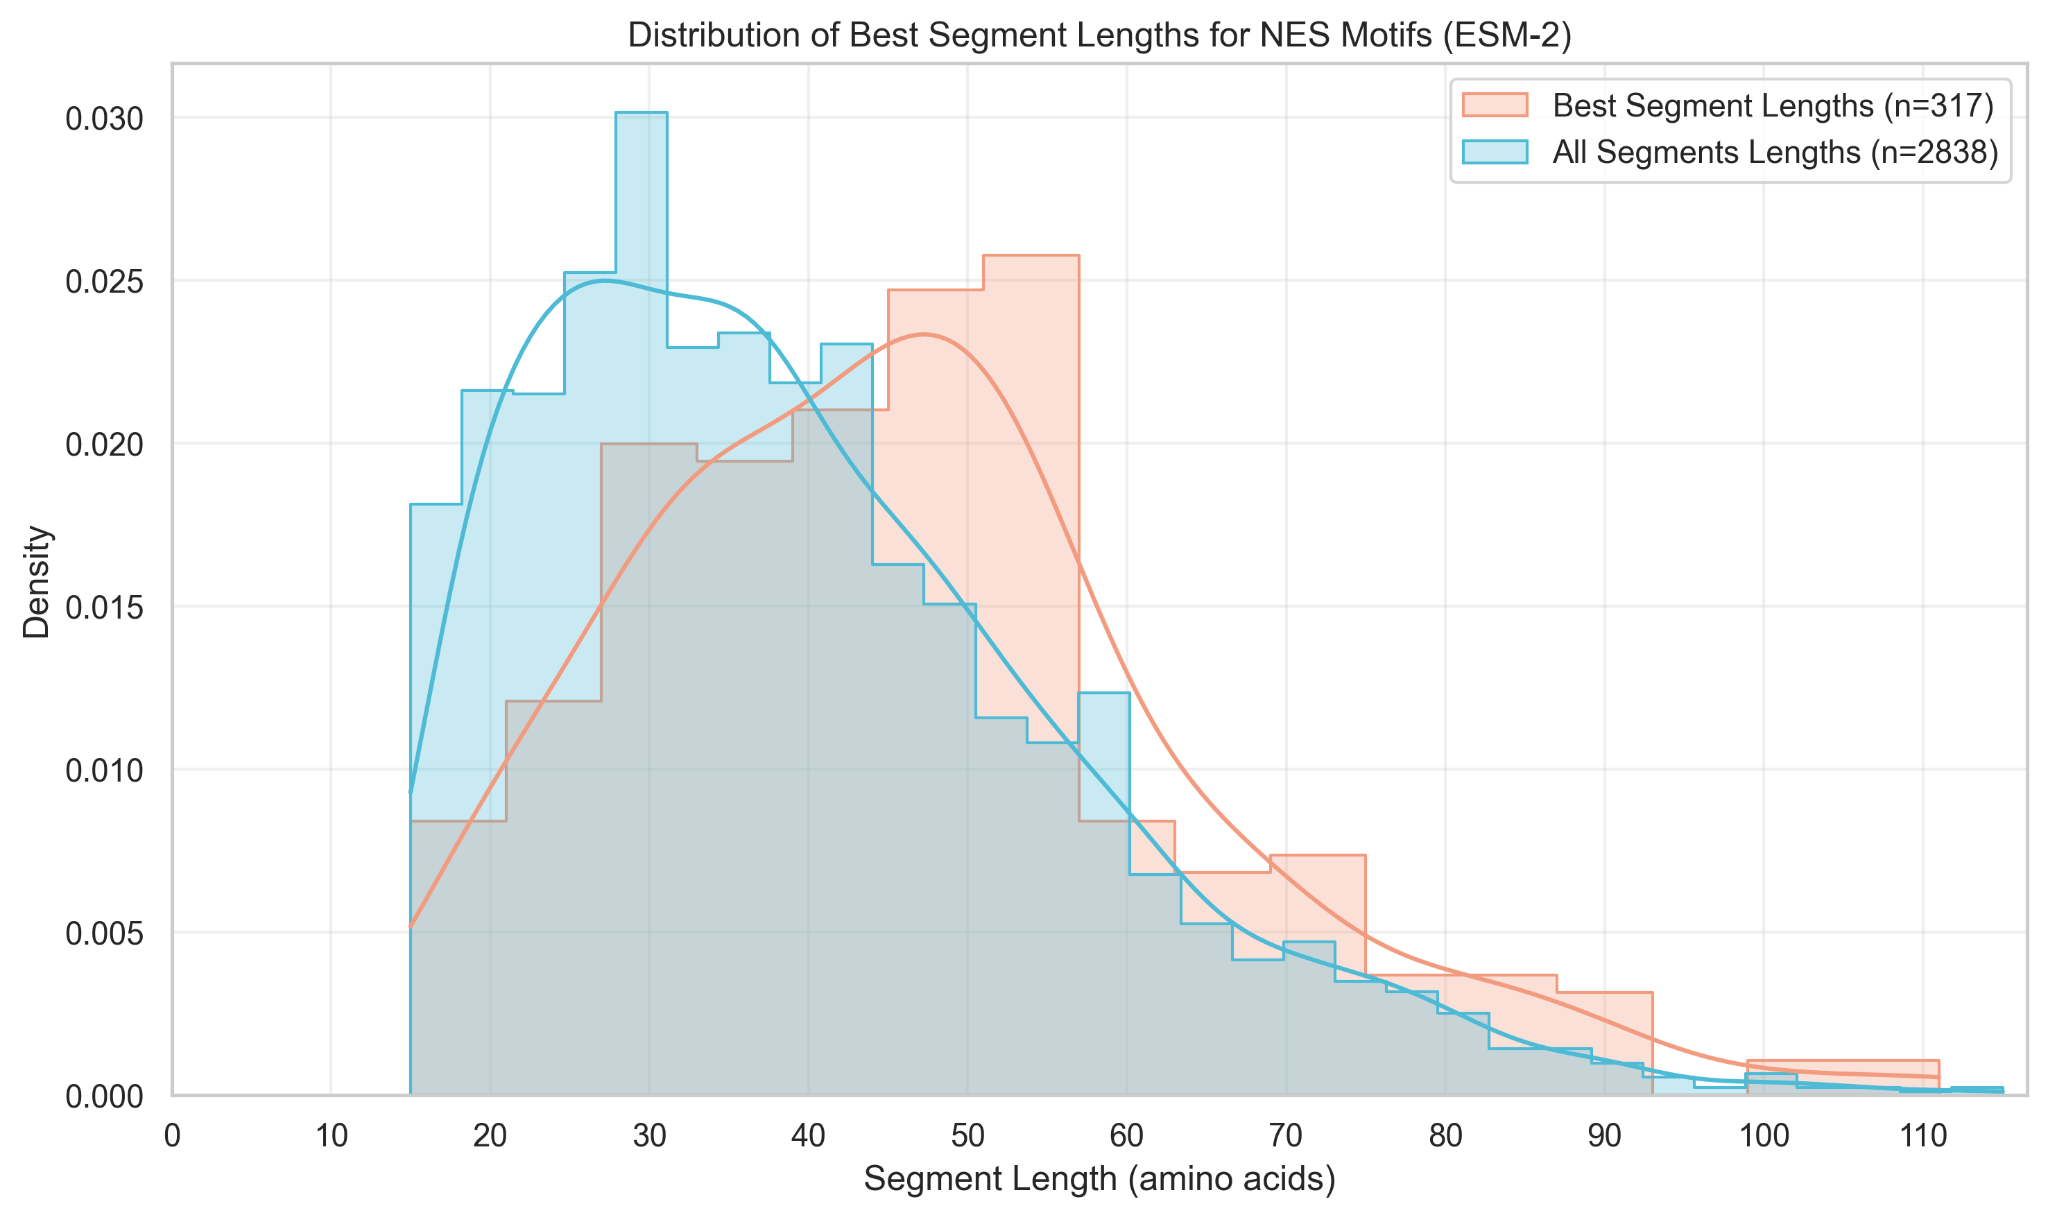 Distribution of Best Segment Lengths for NES Motifs (ESM-2)
Best Segment Lengths (n=317)
All Segments Lengths (n=2838)
Density
0.030
0.025
0.020
0.015
0.010
0.005
0.000
0 10 20 30 40 50 60 70 80 90 100 110
Segment Length (amino acids)